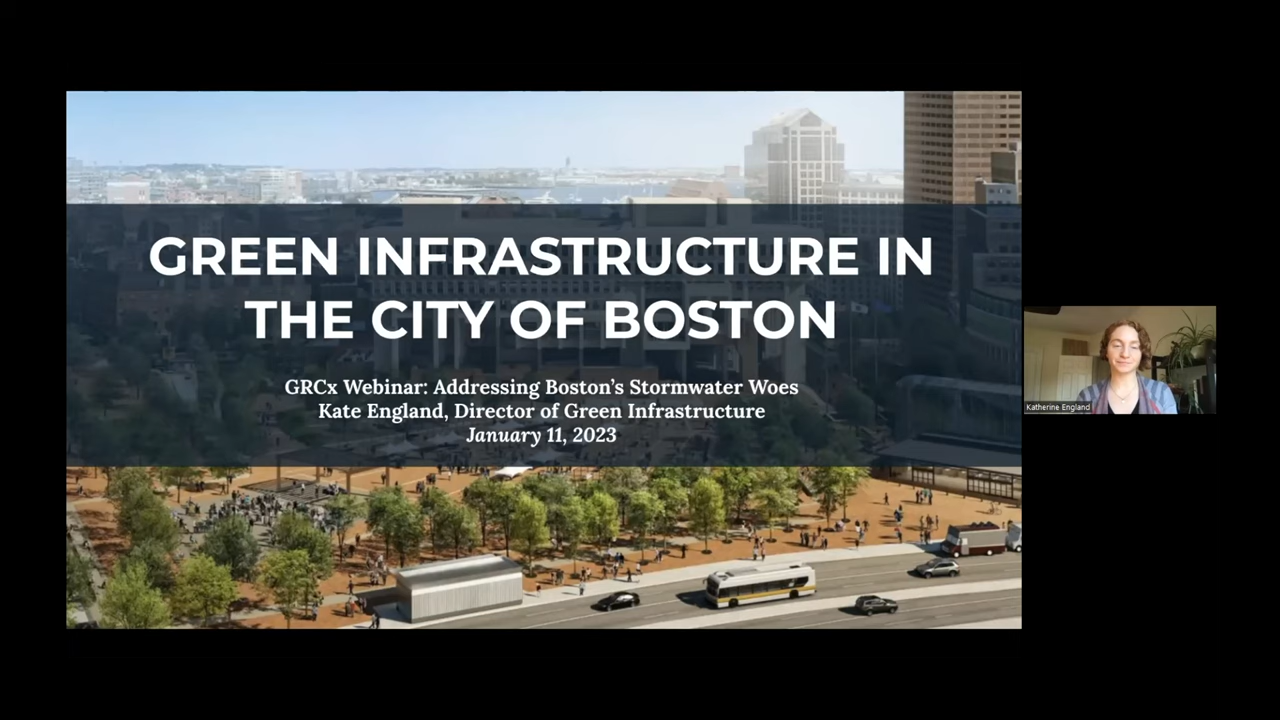 GREEN INFRASTRUCTURE IN
THE CITY OF BOSTON
GRCx Webinar: Addressing Boston's Stormwater Woes
Kate England, Director of Green Infrastructure
January 11, 2023
Katherine England